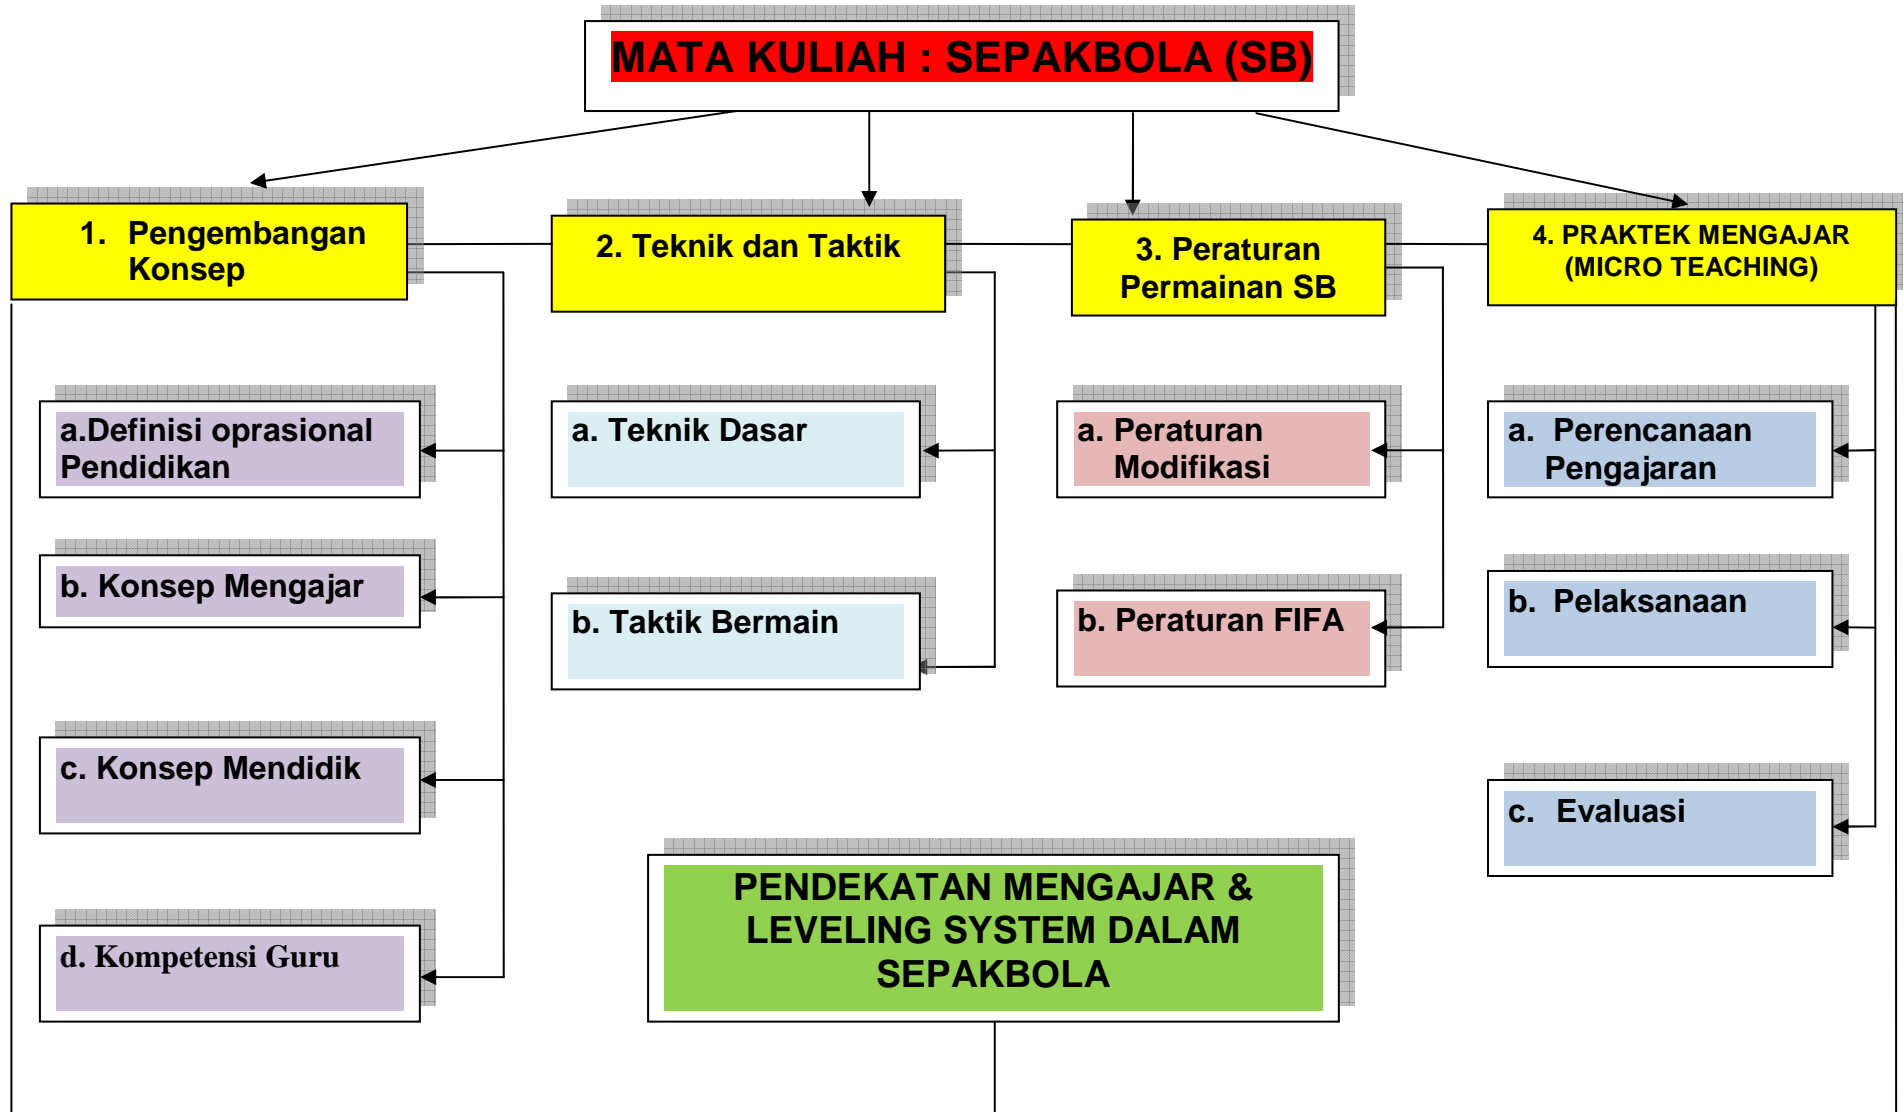 MATA KULIAH : SEPAKBOLA (SB)
1. Pengembangan
Konsep
2. Teknik dan Taktik
3. Peraturan
Permainan SB
4. PRAKTEK MENGAJAR
(MICRO TEACHING)
a.Definisi oprasional
Pendidikan
b. Konsep Mengajar
c. Konsep Mendidik
d. Kompetensi Guru
a. Teknik Dasar
b. Taktik Bermain
a. Peraturan
Modifikasi
b. Peraturan FIFA
a. Perencanaan
Pengajaran
b. Pelaksanaan
c. Evaluasi
PENDEKATAN MENGAJAR &
LEVELING SYSTEM DALAM
SEPAKBOLA